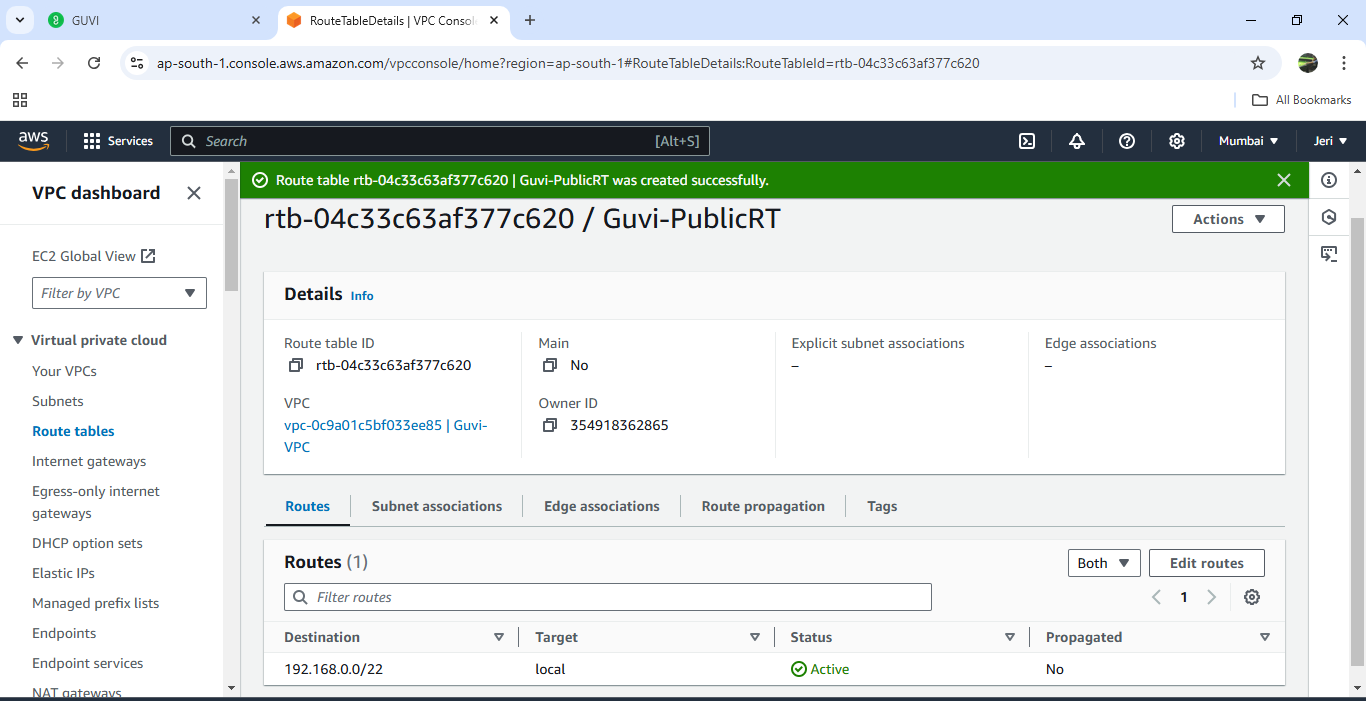 GUVI
RouteTableDetails | VPC Consol
ap-south-1.console.aws.amazon.com/vpcconsole/home?region=ap-south-1#RouteTableDetails:RouteTableId=rtb-04c33c63af377c620
All Bookmarks
aws
Services
Search
[Alt+S]
Mumbai
Jeri
VPC dashboard
EC2 Global View
Filter by VPC
Virtual private cloud
Your VPCs
Subnets
Route tables
Internet gateways
Egress-only internet
gateways
DHCP option sets
Elastic IPs
Managed prefix lists
Endpoints
Endpoint services
NAT gateways
Route table rtb-04c33c63af377c620 | Guvi-PublicRT was created successfully.
rtb-04c33c63af377c620 / Guvi-PublicRT
Actions
Details Info
Route table ID
rtb-04c33c63af377c620
Main
No
Explicit subnet associations
–
Edge associations
–
VPC
vpc-0c9a01c5bf033ee85 | Guvi-
VPC
Owner ID
354918362865
Routes
Subnet associations
Edge associations
Route propagation
Tags
Routes (1)
Both
Edit routes
Filter routes
1
Destination
Target
Status
Propagated
192.168.0.0/22
local
Active
No